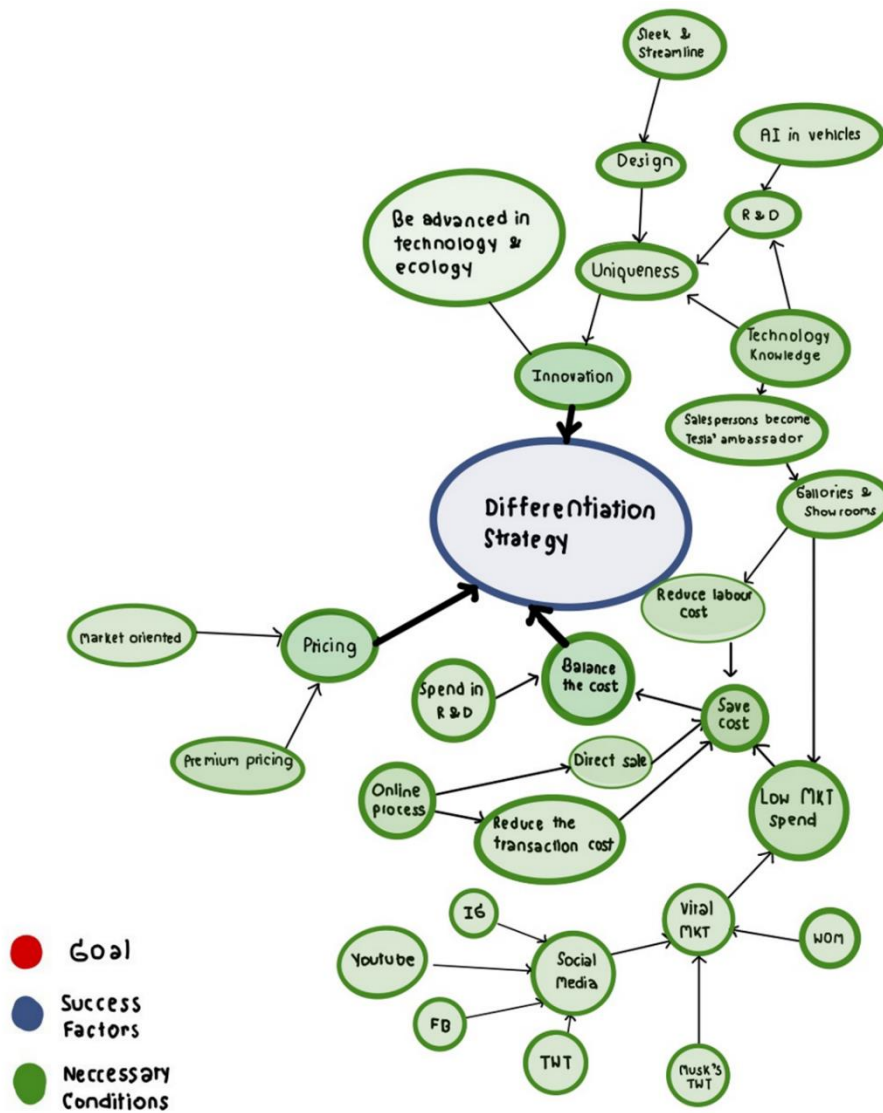 Sleek &
Streamline
AI in vehicles
Design
R & D
Be advanced in
technology &
ecology
Uniqueness
Technology
Knowledge
Innovation
Salespersons become
Tesla' ambassador
Differentiation
Strategy
Gallories &
Showrooms
Reduce labour
cost
Market oriented
Pricing
Balance
the cost
Spend in
R & D
Save
cost
Premium pricing
Direct sale
Online
process
Low MKT
spend
Reduce the
transaction cost
IG
Viral
MKT
WOM
Youtube
Social
Media
FB
TWT
Musk's
TWT
Goal
Success
Factors
Neccessary
Conditions